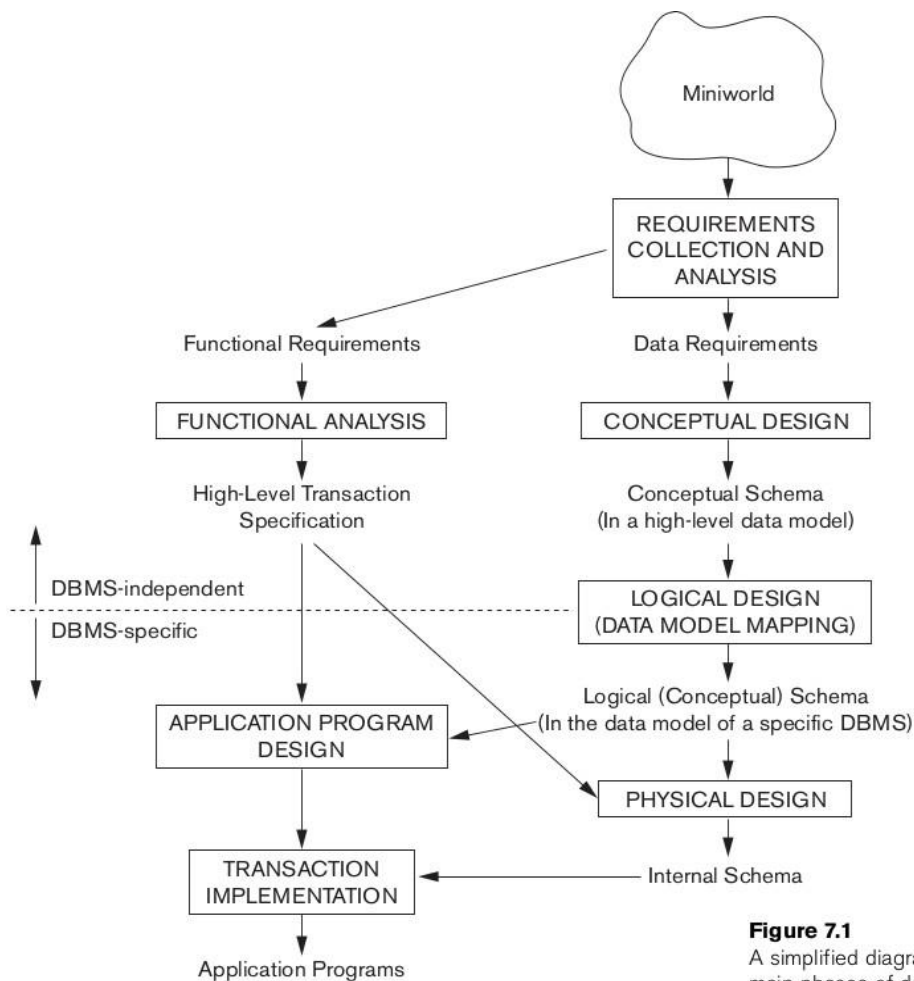 Miniworld
REQUIREMENTS
COLLECTION AND
ANALYSIS
Functional Requirements
Data Requirements
FUNCTIONAL ANALYSIS
CONCEPTUAL DESIGN
High-Level Transaction
Specification
Conceptual Schema
(In a high-level data model)
DBMS-independent
DBMS-specific
LOGICAL DESIGN
(DATA MODEL MAPPING)
Logical (Conceptual) Schema
(In the data model of a specific DBMS)
APPLICATION PROGRAM
DESIGN
PHYSICAL DESIGN
TRANSACTION
IMPLEMENTATION
Internal Schema
Application Programs
Figure 7.1
A simplified
main phases of